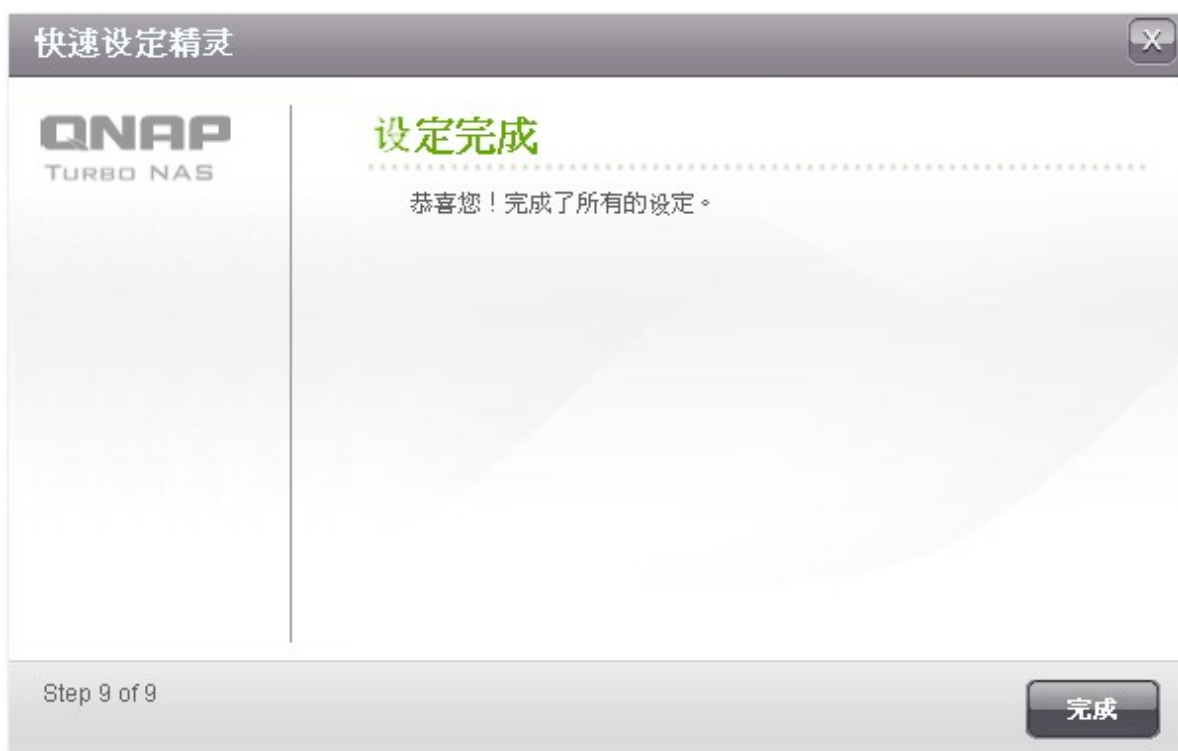 快速设定精灵
X
QNAP
TURBO NAS
设定完成
恭喜您！完成了所有的设定。
Step 9 of 9
完成